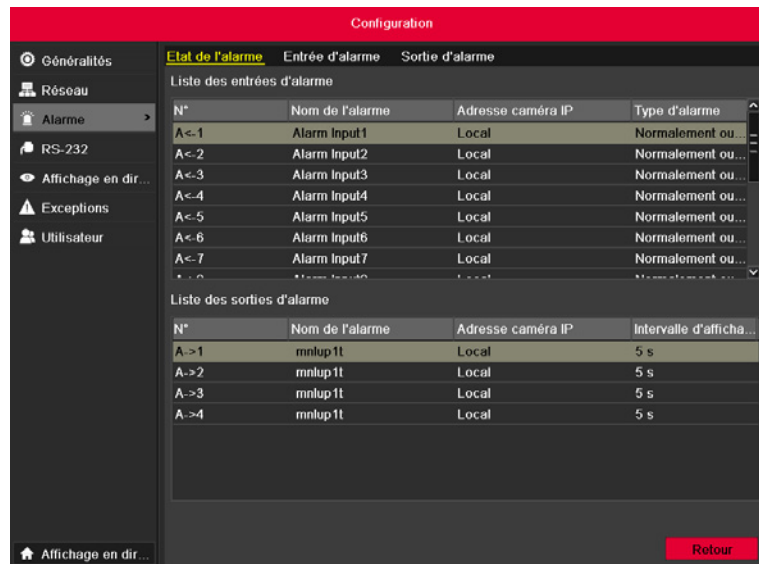 Configuration
Généralités
Réseau
Alarme >
RS-232
Affichage en dir...
Exceptions
Utilisateur
Affichage en dir...
Etat de l'alarme Entrée d'alarme Sortie d'alarme
Liste des entrées d'alarme
N° Nom de l'alarme Adresse caméra IP Type d'alarme
A<-1 Alarm Input1 Local Normalement ou...
A<-2 Alarm Input2 Local Normalement ou...
A<-3 Alarm Input3 Local Normalement ou...
A<-4 Alarm Input4 Local Normalement ou...
A<-5 Alarm Input5 Local Normalement ou...
A<-6 Alarm Input6 Local Normalement ou...
A<-7 Alarm Input7 Local Normalement ou...
Liste des sorties d'alarme
N° Nom de l'alarme Adresse caméra IP Intervalle d'afficha...
A->1 mnlup1t Local 5 s
A->2 mnlup1t Local 5 s
A->3 mnlup1t Local 5 s
A->4 mnlup1t Local 5 s
Retour